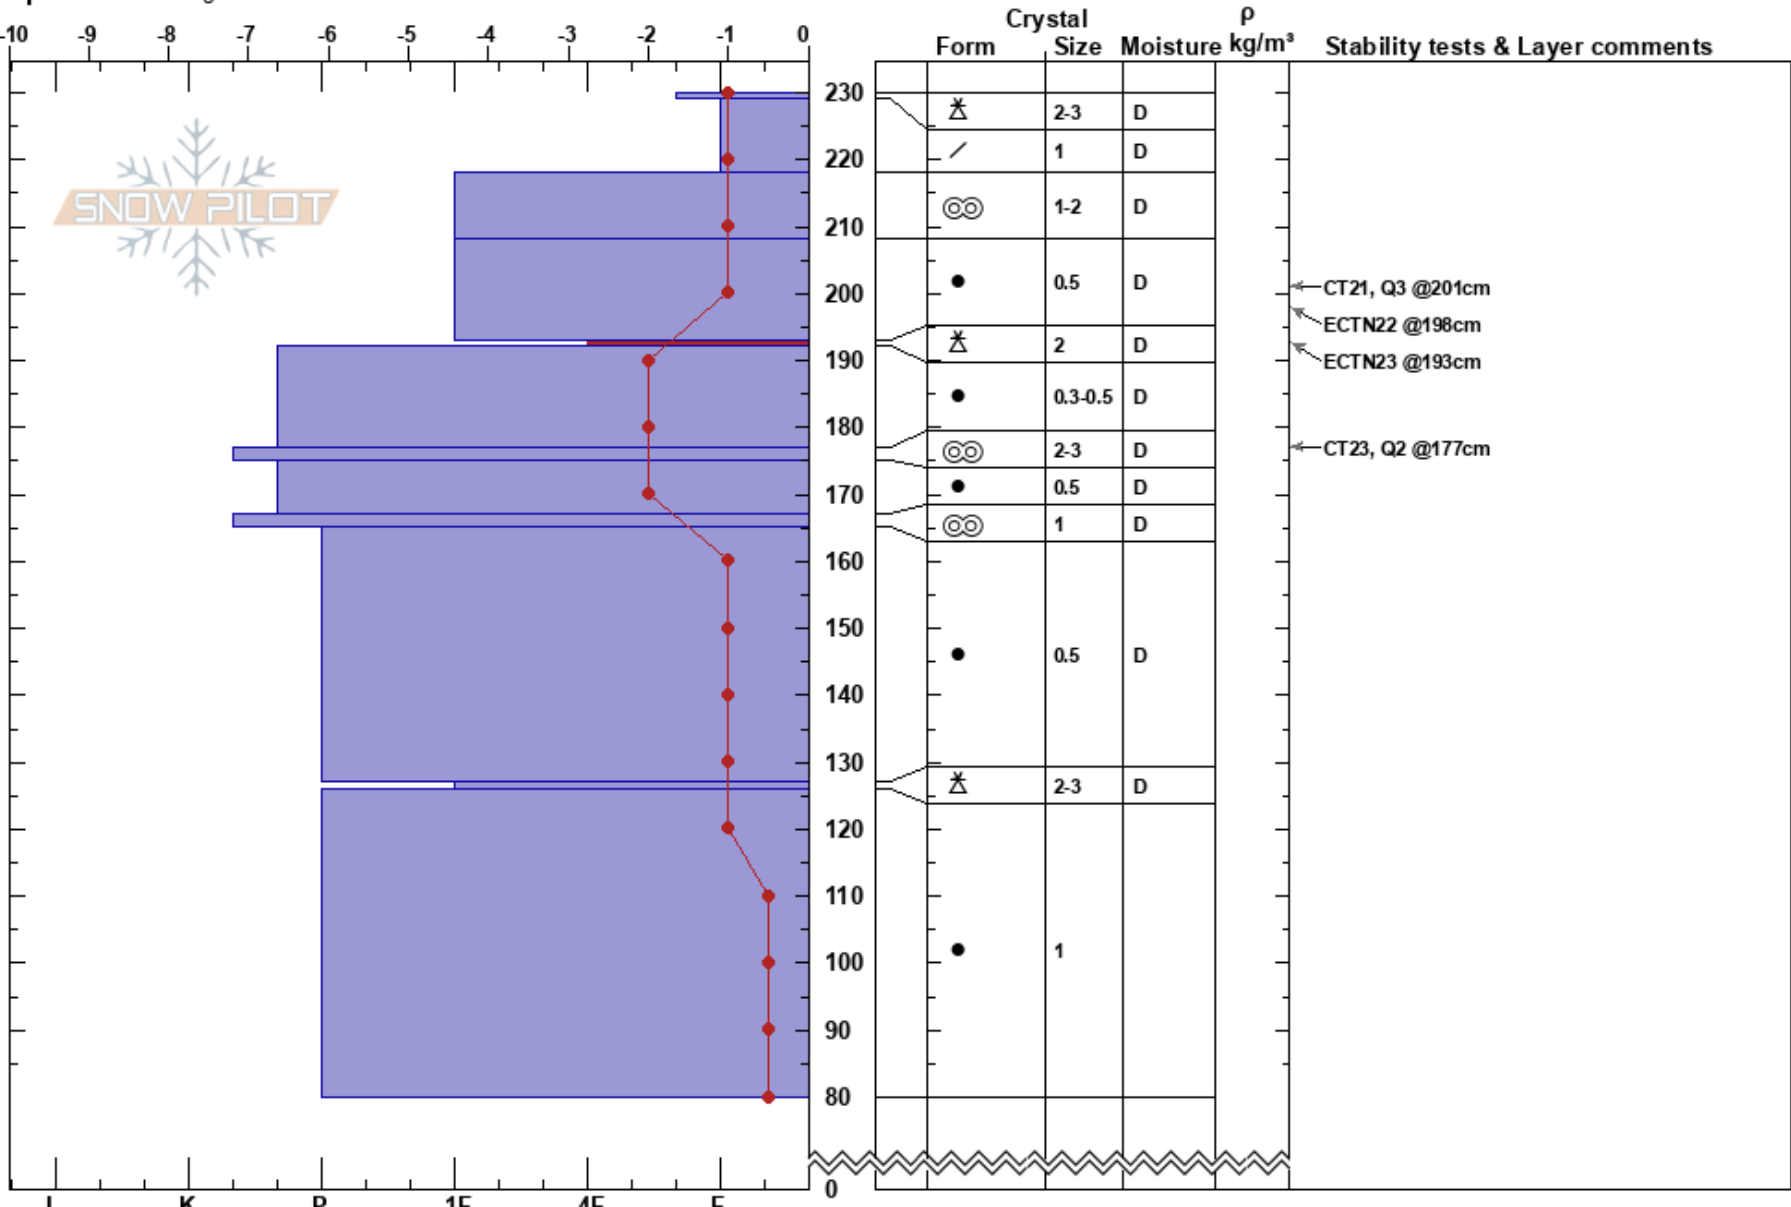 Crystal ρ
-10 -9 -8 -7 -6 -5 -4 -3 -2 -1 0 Form Size Moisture kg/m³ Stability tests & Layer comments
230
2-3 D
1 D
220
SNOW PILOT
1-2 D
210
0.5 D
200 CT21, Q3 @201cm
ECTN22 @198cm
2 D
190 ECTN23 @193cm
0.3-0.5 D
180
2-3 D CT23, Q2 @177cm
0.5 D
170
1 D
160
150
0.5 D
140
130
2-3 D
120
110
100 1
90
80
0
I K P 1F 4F F